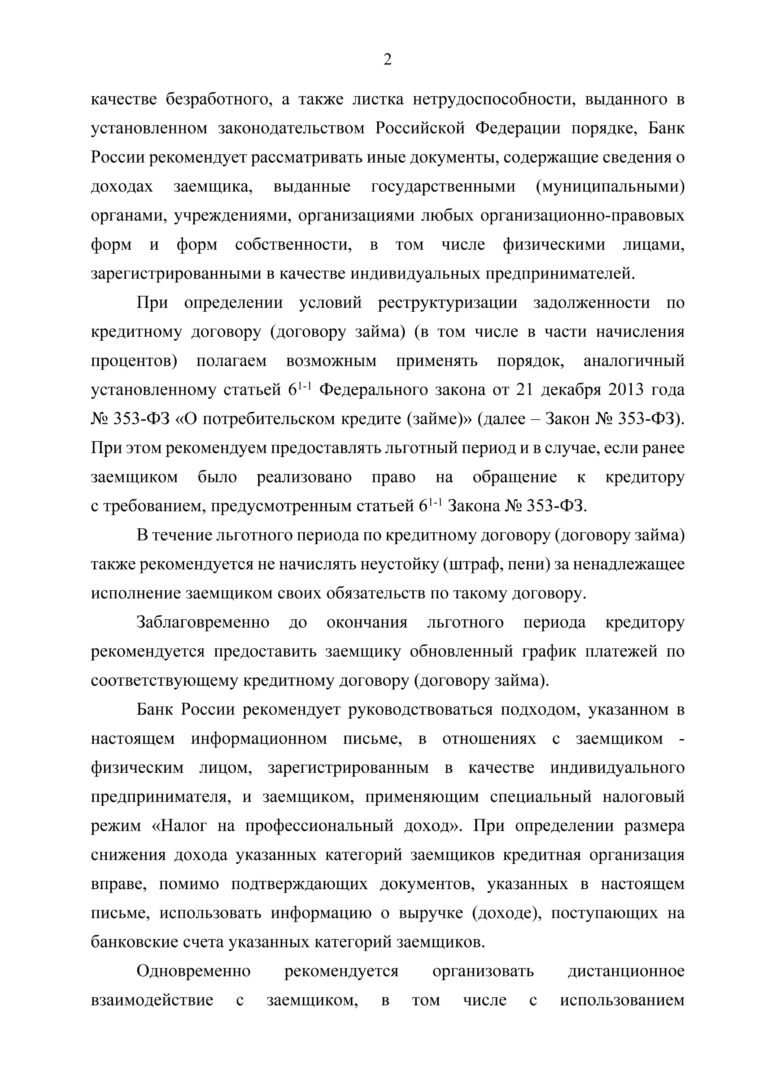 2
качестве безработного, а также листка нетрудоспособности, выданного в
установленном законодательством Российской Федерации порядке, Банк
России рекомендует рассматривать иные документы, содержащие сведения о
доходах заемщика, выданные государственными (муниципальными)
органами, учреждениями, организациями любых организационно-правовых
форм и форм собственности, в том числе физическими лицами,
зарегистрированными в качестве индивидуальных предпринимателей.
При определении условий реструктуризации задолженности по
кредитному договору (договору займа) (в том числе в части начисления
процентов) полагаем возможным применять порядок, аналогичный
установленному статьей 6¹⁻¹ Федерального закона от 21 декабря 2013 года
№ 353-ФЗ «О потребительском кредите (займе)» (далее – Закон № 353-ФЗ).
При этом рекомендуем предоставлять льготный период и в случае, если ранее
заемщиком было реализовано право на обращение к кредитору
с требованием, предусмотренным статьей 6¹⁻¹ Закона № 353-ФЗ.
В течение льготного периода по кредитному договору (договору займа)
также рекомендуется не начислять неустойку (штраф, пени) за ненадлежащее
исполнение заемщиком своих обязательств по такому договору.
Заблаговременно до окончания льготного периода кредитору
рекомендуется предоставить заемщику обновленный график платежей по
соответствующему кредитному договору (договору займа).
Банк России рекомендует руководствоваться подходом, указанном в
настоящем информационном письме, в отношениях с заемщиком -
физическим лицом, зарегистрированным в качестве индивидуального
предпринимателя, и заемщиком, применяющим специальный налоговый
режим «Налог на профессиональный доход». При определении размера
снижения дохода указанных категорий заемщиков кредитная организация
вправе, помимо подтверждающих документов, указанных в настоящем
письме, использовать информацию о выручке (доходе), поступающих на
банковские счета указанных категорий заемщиков.
Одновременно рекомендуется организовать дистанционное
взаимодействие с заемщиком, в том числе с использованием